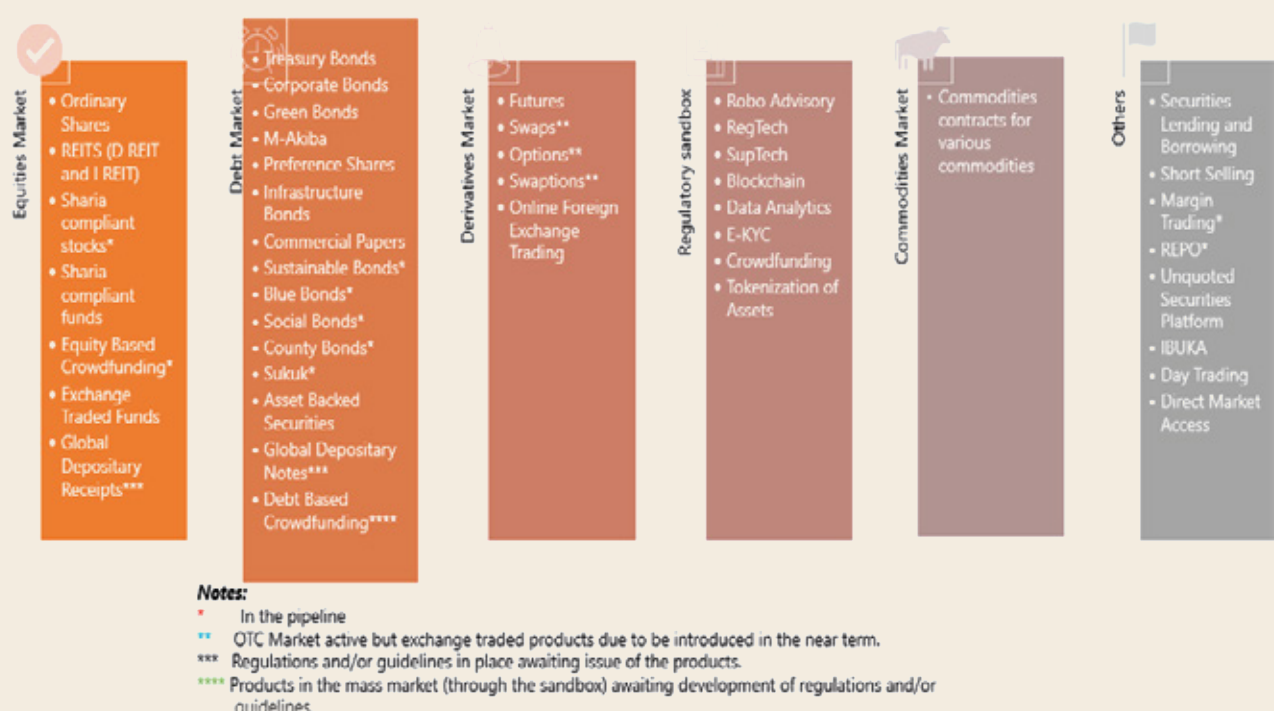 Equities Market
• Ordinary
Shares
• REITS (D REIT
and I REIT)
• Sharia
compliant
stocks*
• Sharia
compliant
funds
• Equity Based
Crowdfunding*
• Exchange
Traded Funds
• Global
Depositary
Receipts***
Debt Market
• Treasury Bonds
• Corporate Bonds
• Green Bonds
• M-Akiba
• Preference Shares
• Infrastructure
Bonds
• Commercial Papers
• Sustainable Bonds*
• Blue Bonds*
• Social Bonds*
• County Bonds*
• Sukuk*
• Asset Backed
Securities
• Global Depositary
Notes***
• Debt Based
Crowdfunding****
Derivatives Market
• Futures
• Swaps**
• Options**
• Swaptions**
• Online Foreign
Exchange
Trading
Regulatory sandbox
• Robo Advisory
• RegTech
• SupTech
• Blockchain
• Data Analytics
• E-KYC
• Crowdfunding
• Tokenization of
Assets
Commodities Market
• Commodities
contracts for
various
commodities
Others
• Securities
Lending and
Borrowing
• Short Selling
• Margin
Trading*
• REPO*
• Unquoted
Securities
Platform
• IBUKA
• Day Trading
• Direct Market
Access
Notes:
* In the pipeline
** OTC Market active but exchange traded products due to be introduced in the near term.
*** Regulations and/or guidelines in place awaiting issue of the products.
**** Products in the mass market (through the sandbox) awaiting development of regulations and/or
guidelines